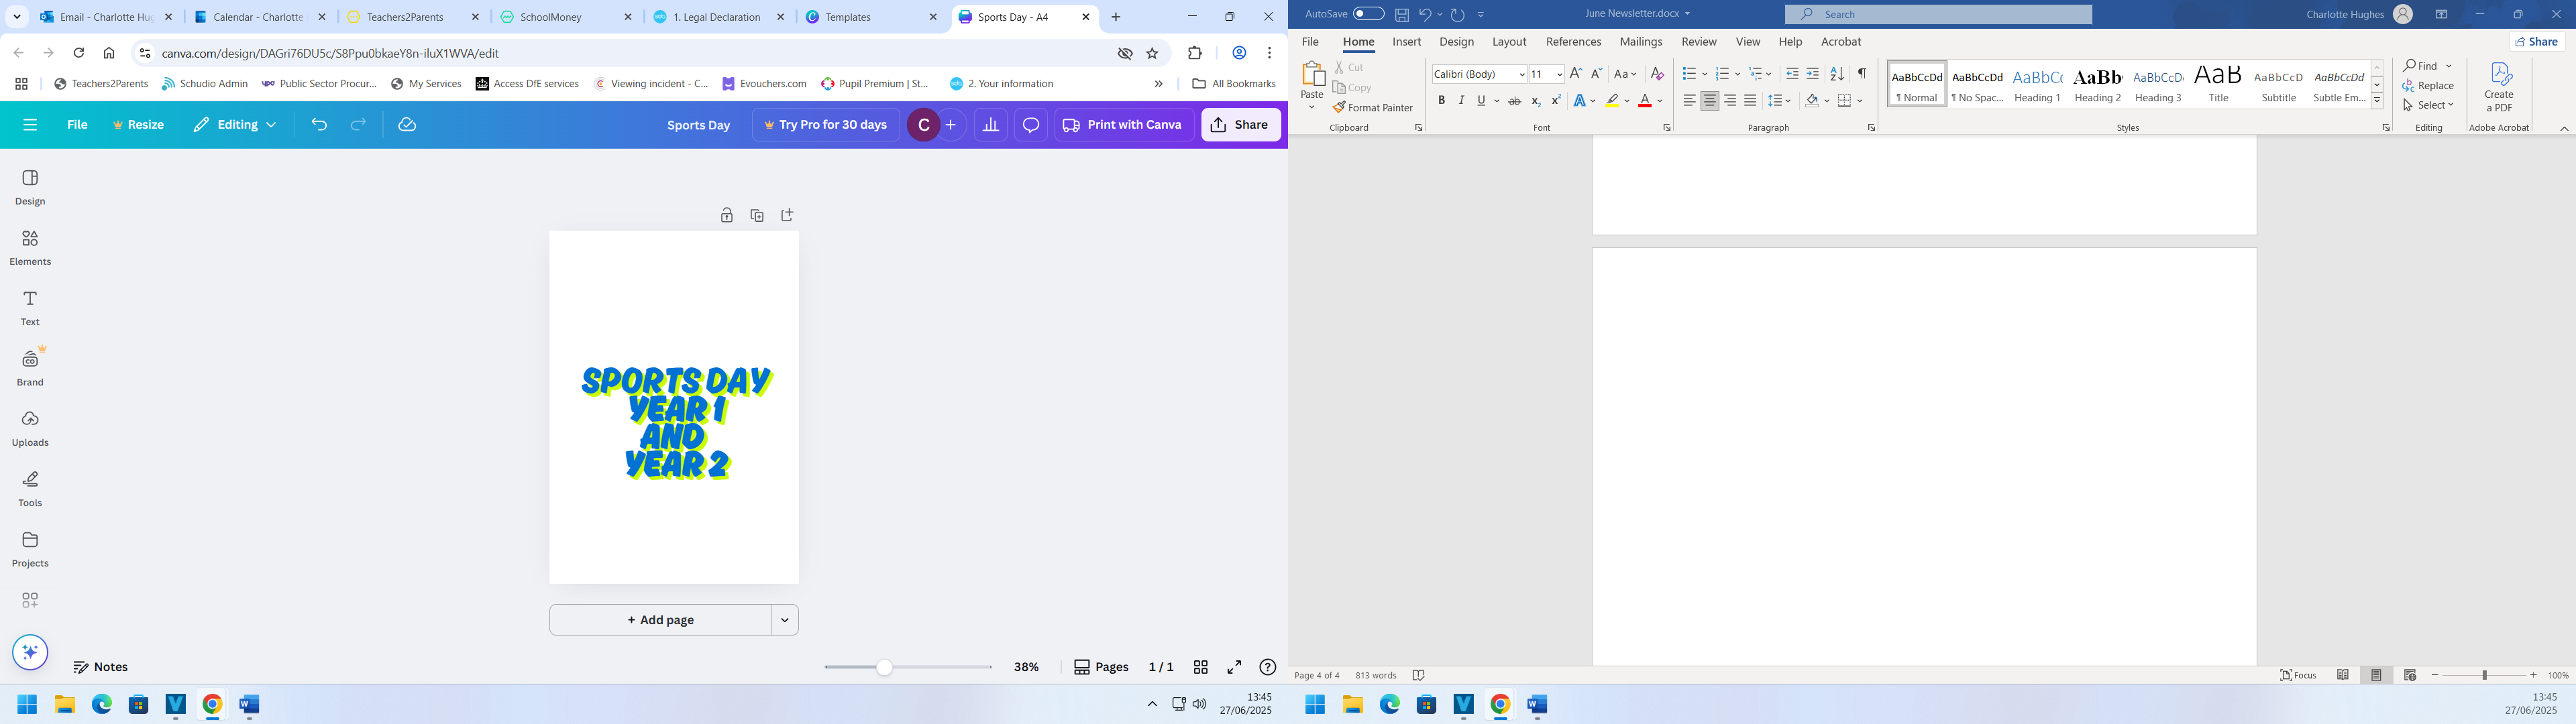 Email - Charlotte Hug
Calendar - Charlotte
Teachers2Parents
SchoolMoney
1. Legal Declaration
Templates
Sports Day - A4
canva.com/design/DAGri76DU5c/S8Ppu0bkaeY8n-iluX1WVA/edit
Teachers2Parents
Schudio Admin
Public Sector Procur...
My Services
Access DfE services
Viewing incident - C...
Evouchers.com
Pupil Premium | St...
2. Your information
All Bookmarks
File
Resize
Editing
Sports Day
Try Pro for 30 days
C
Print with Canva
Share
Design
Elements
Text
Brand
Uploads
Tools
Projects
SPORTS DAY
YEAR 1
AND
YEAR 2
+ Add page
Notes
38%
Pages
1 / 1
13:45
27/06/2025
AutoSave
June Newsletter.docx
Search
Charlotte Hughes
File
Home
Insert
Design
Layout
References
Mailings
Review
View
Help
Acrobat
Share
Paste
Cut
Copy
Format Painter
Clipboard
Calibri (Body)
11
Font
Paragraph
AaBbCcDd
¶ Normal
AaBbCcDd
¶ No Spac...
AaBbCc
Heading 1
AaBb
Heading 2
AaBbCcD
Heading 3
AaB
Title
AaBbCcD
Subtitle
AaBbCcDd
Subtle Em...
Styles
Find
Replace
Select
Editing
Create
a PDF
Adobe Acrobat
Page 4 of 4
813 words
Focus
100%
13:45
27/06/2025